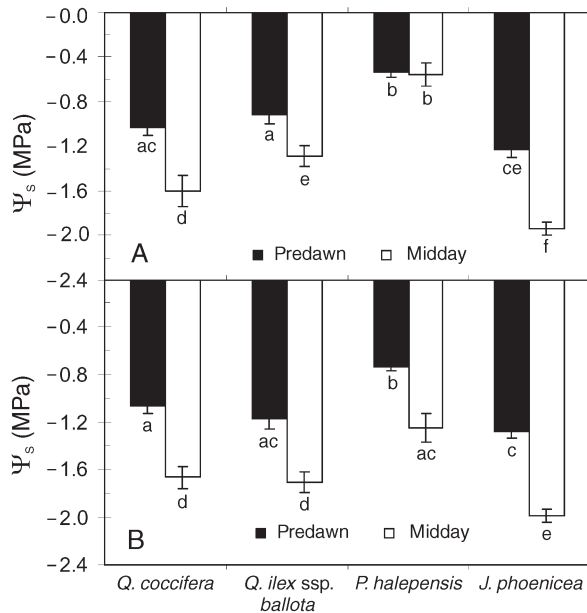 −0.0
−0.4
−0.8
−1.2
−1.6
−2.0
Ψs (MPa)
ac
d
a
e
b
b
ce
f
A
Predawn Midday
−2.4
−0.4
−0.8
−1.2
−1.6
−2.0
−2.4
Ψs (MPa)
a
d
ac
d
b
ac
c
e
B
Predawn Midday
Q. coccifera Q. ilex ssp. P. halepensis J. phoenicea
ballota